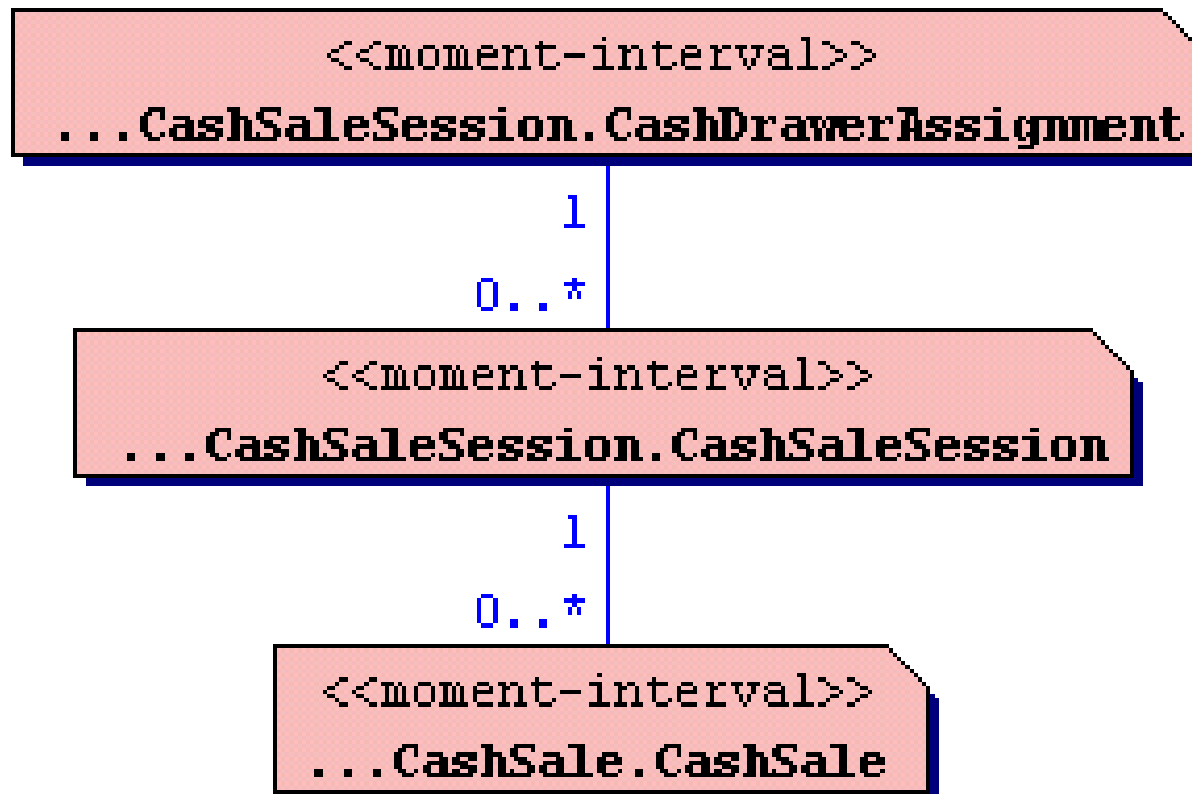 <<moment-interval>>
...CashSaleSession.CashDrawerAssignment
1
0..*
<<moment-interval>>
...CashSaleSession.CashSaleSession
1
0..*
<<moment-interval>>
...CashSale.CashSale